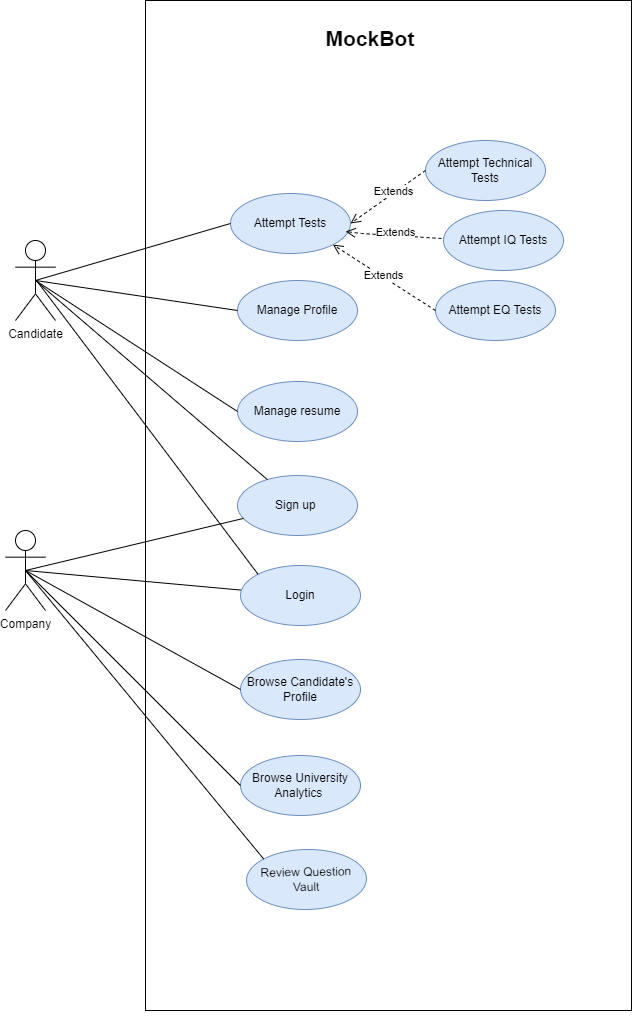 MockBot
Attempt Technical
Tests
Extends
Attempt Tests
Extends
Attempt IQ Tests
Extends
Attempt EQ Tests
Manage Profile
Candidate
Manage resume
Sign up
Login
Company
Browse Candidate's
Profile
Browse University
Analytics
Review Question
Vault